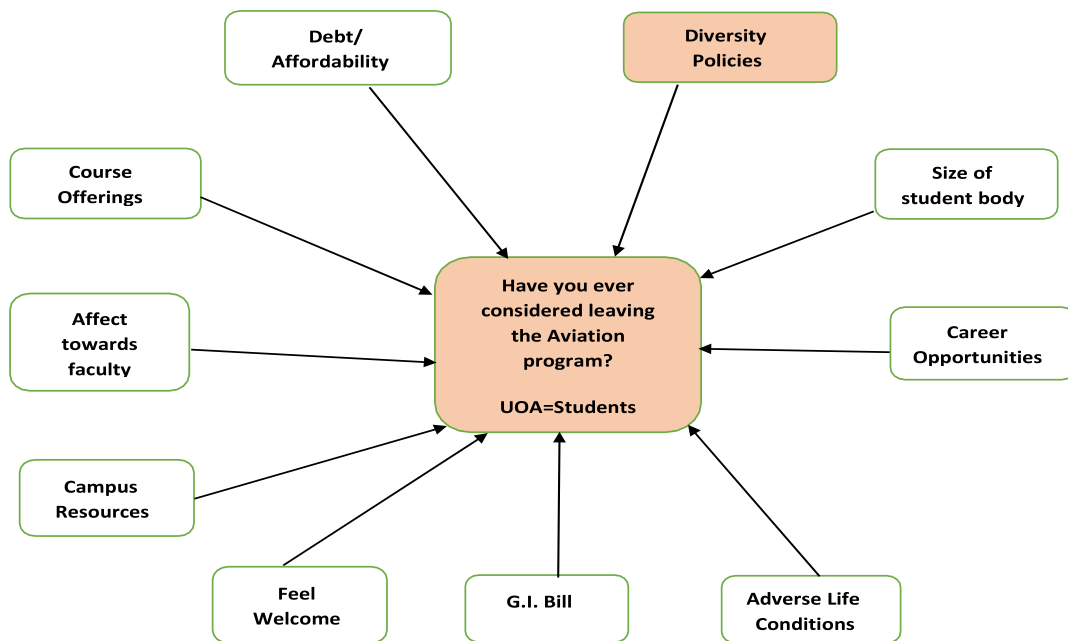 Debt/
Affordability
Diversity
Policies
Course
Offerings
Size of
student body
Have you ever
considered leaving
the Aviation
program?
UOA=Students
Affect
towards
faculty
Career
Opportunities
Campus
Resources
Feel
Welcome
G.I. Bill
Adverse Life
Conditions